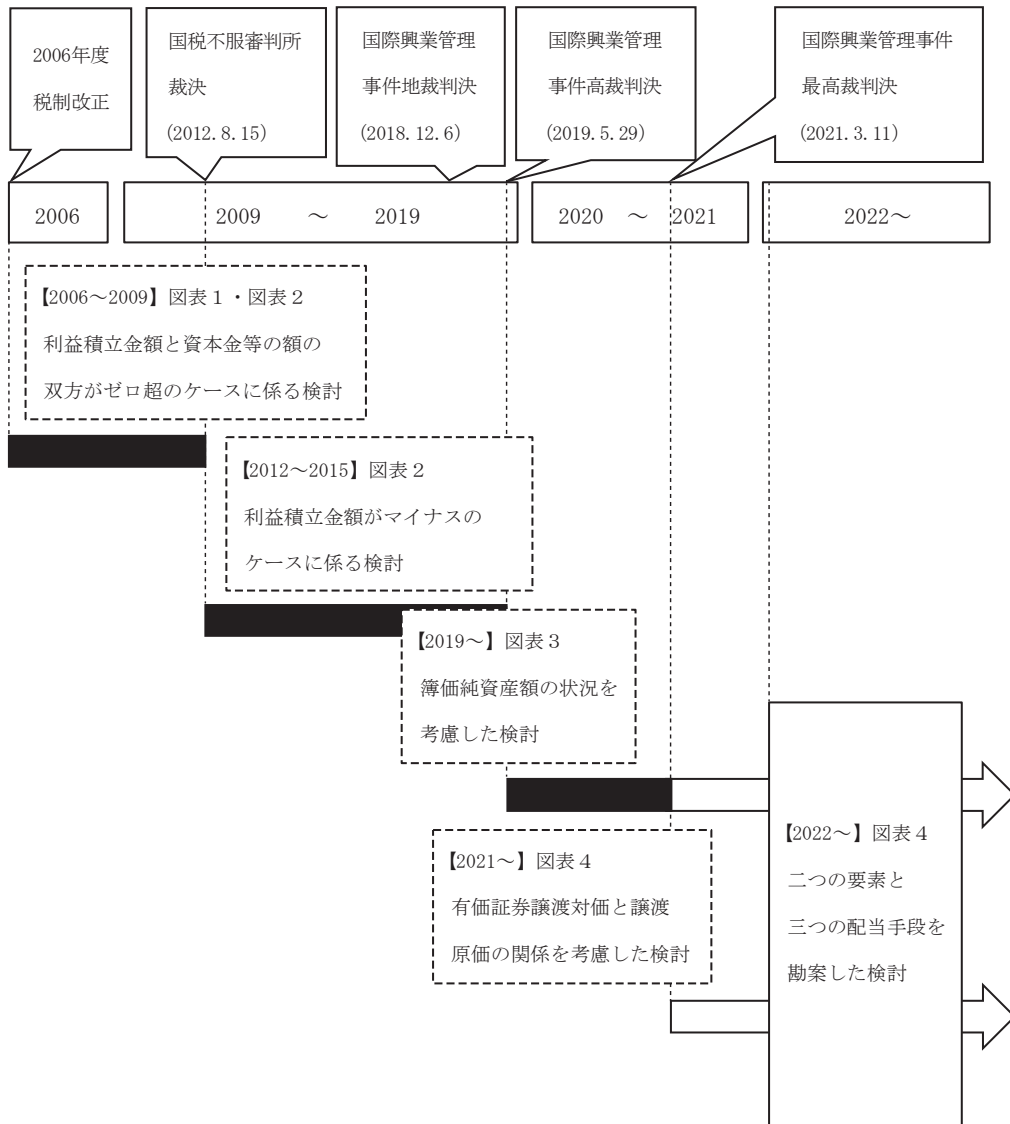 2006年度
税制改正
国税不服審判所
裁決
(2012.8.15)
国際興業管理
事件地裁判決
(2018.12.6)
国際興業管理
事件高裁判決
(2019.5.29)
国際興業管理事件
最高裁判決
(2021.3.11)
2006
2009 ～ 2019
2020 ～ 2021
2022～
【2006～2009】図表１・図表２
利益積立金額と資本金等の額の
双方がゼロ超のケースに係る検討
【2012～2015】図表２
利益積立金額がマイナスの
ケースに係る検討
【2019～】図表３
簿価純資産額の状況を
考慮した検討
【2021～】図表４
有価証券譲渡対価と譲渡
原価の関係を考慮した検討
【2022～】図表４
二つの要素と
三つの配当手段を
勘案した検討